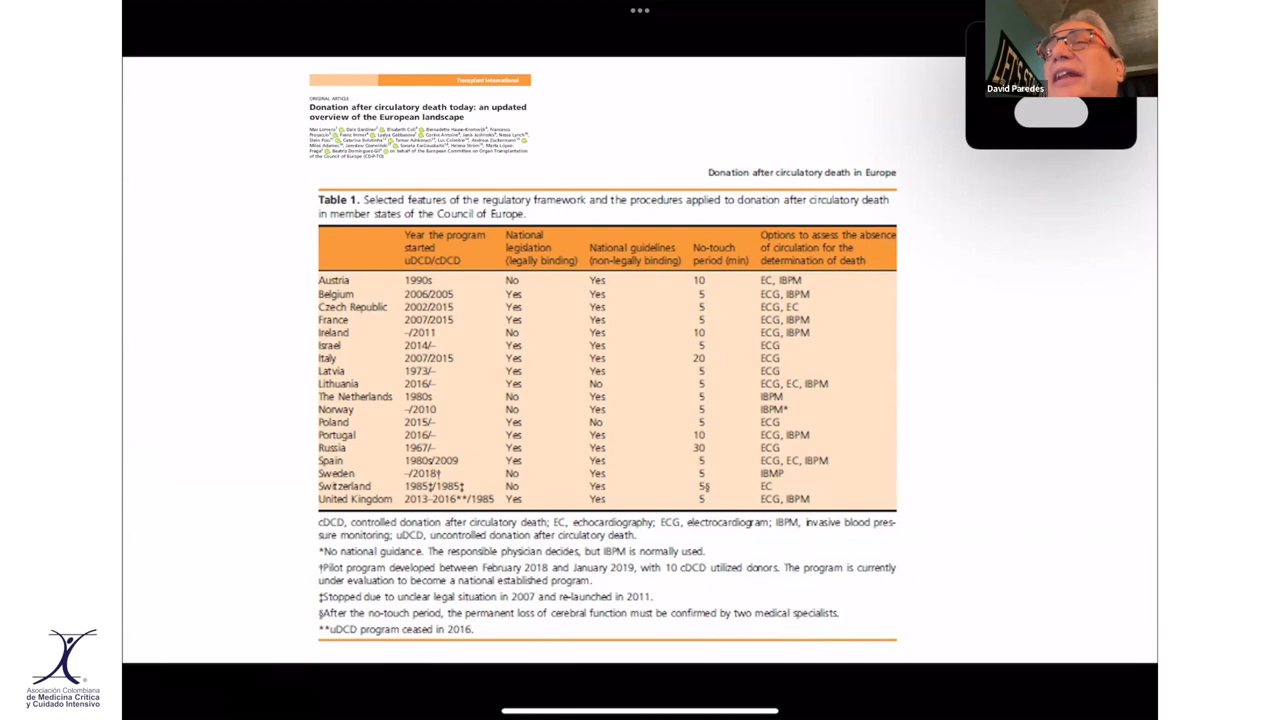 David Paredes
Transplant International
ORIGINAL ARTICLE
Donation after circulatory death today: an updated
overview of the European landscape
of the Council of Europe (CD-P-TO)
Donation after circulatory death in Europe
Table 1. Selected features of the regulatory framework and the procedures applied to donation after circulatory death
in member states of the Council of Europe.
Year the program started uDCD/cDCD National legislation (legally binding) National guidelines (non-legally binding) No-touch period (min) Options to assess the absence of circulation for the determination of death
Austria 1990s No Yes 10 EC, IBPM
Belgium 2006/2005 Yes Yes 5 ECG, IBPM
Czech Republic 2002/2015 Yes Yes 5 ECG, EC
France 2007/2015 Yes Yes 5 ECG, IBPM
Ireland –/2011 No Yes 10 ECG, IBPM
Israel 2014/– Yes Yes 5 ECG
Italy 2007/2015 Yes Yes 20 ECG
Latvia 1973/– Yes Yes 5 ECG
Lithuania 2016/– Yes No 5 ECG, EC, IBPM
The Netherlands 1980s No Yes 5 IBPM
Norway –/2010 No Yes 5 IBPM*
Poland 2015/– Yes No 5 ECG
Portugal 2016/– Yes Yes 10 ECG, IBPM
Russia 1967/– Yes Yes 30 ECG
Spain 1980s/2009 Yes Yes 5 ECG, EC, IBPM
Sweden –/2018† No Yes 5 IBMP
Switzerland 1985‡/1985‡ No Yes 5§ EC
United Kingdom 2013–2016**/1985 Yes Yes 5 ECG, IBPM
cDCD, controlled donation after circulatory death; EC, echocardiography; ECG, electrocardiogram; IBPM, invasive blood pres-
sure monitoring; uDCD, uncontrolled donation after circulatory death.
*No national guidance. The responsible physician decides, but IBPM is normally used.
†Pilot program developed between February 2018 and January 2019, with 10 cDCD utilized donors. The program is currently
under evaluation to become a national established program.
‡Stopped due to unclear legal situation in 2007 and re-launched in 2011.
§After the no-touch period, the permanent loss of cerebral function must be confirmed by two medical specialists.
**uDCD program ceased in 2016.
Asociación Colombiana
de Medicina Crítica
y Cuidado Intensivo